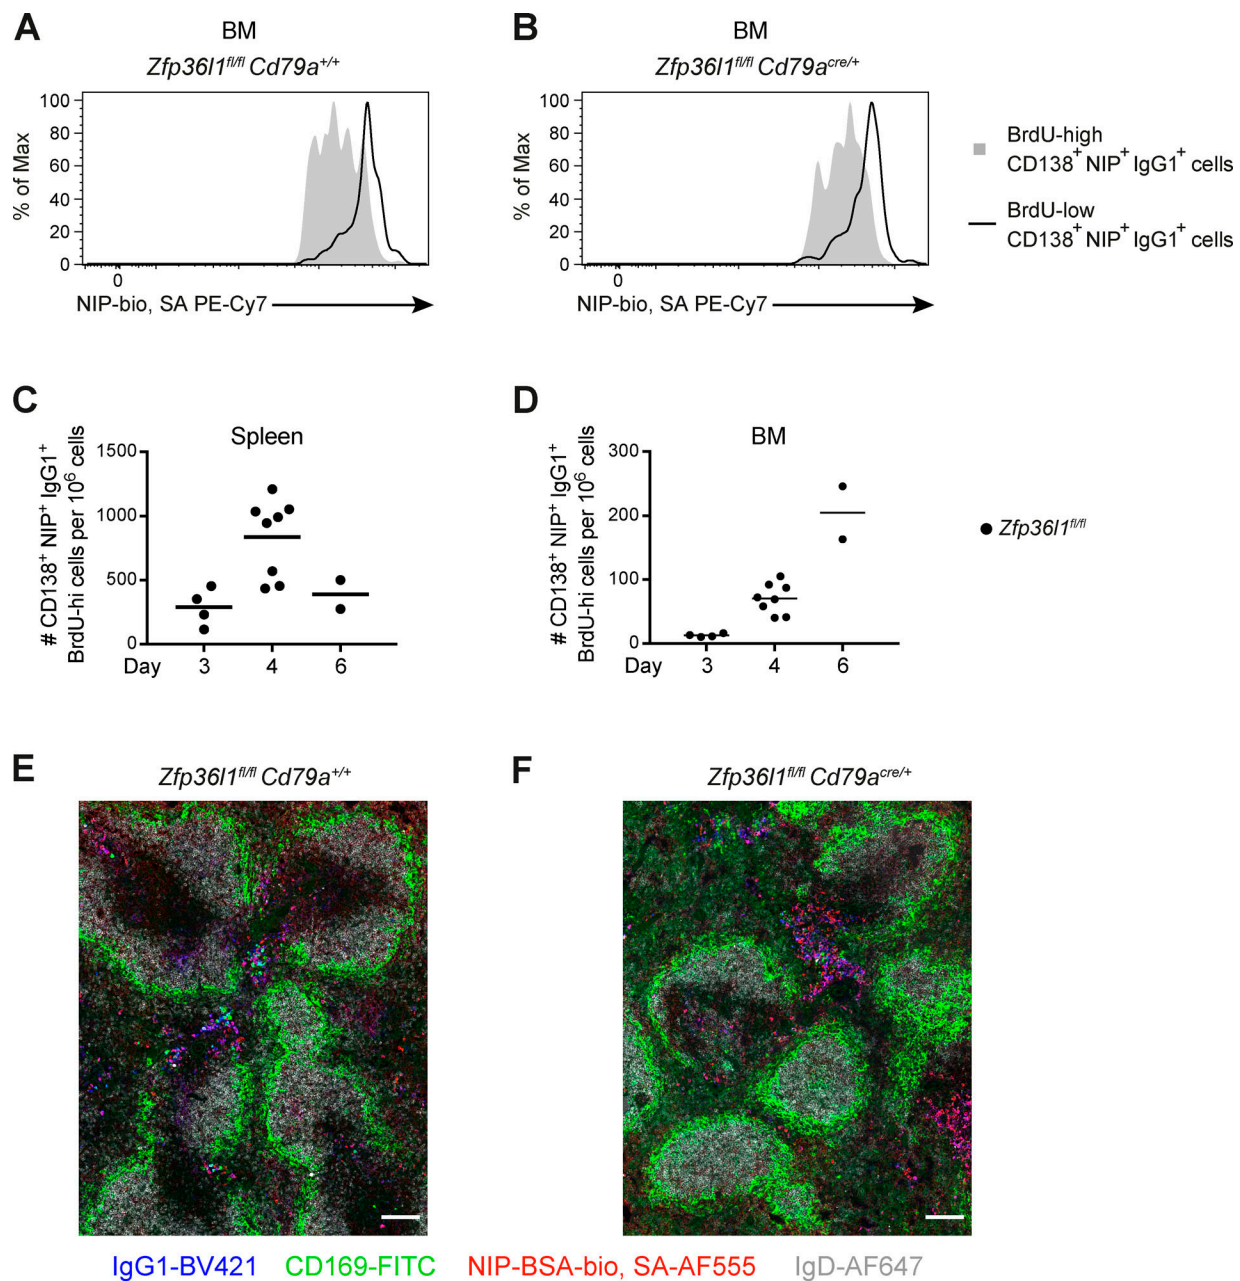 A
BM
Zfp36l1fl/fl Cd79a+/+
% of Max
100
80
60
40
20
0
0
NIP-bio, SA PE-Cy7
B
BM
Zfp36l1fl/fl Cd79acre/+
% of Max
100
80
60
40
20
0
0
NIP-bio, SA PE-Cy7
BrdU-high
CD138+ NIP+ IgG1+ cells
BrdU-low
CD138+ NIP+ IgG1+ cells
C
Spleen
# CD138+ NIP+ IgG1+
BrdU-hi cells per 106 cells
1500
1000
500
0
Day 3 4 6
D
BM
# CD138+ NIP+ IgG1+
BrdU-hi cells per 106 cells
300
200
100
0
Day 3 4 6
Zfp36l1fl/fl
E
Zfp36l1fl/fl Cd79a+/+
F
Zfp36l1fl/fl Cd79acre/+
IgG1-BV421 CD169-FITC NIP-BSA-bio, SA-AF555 IgD-AF647